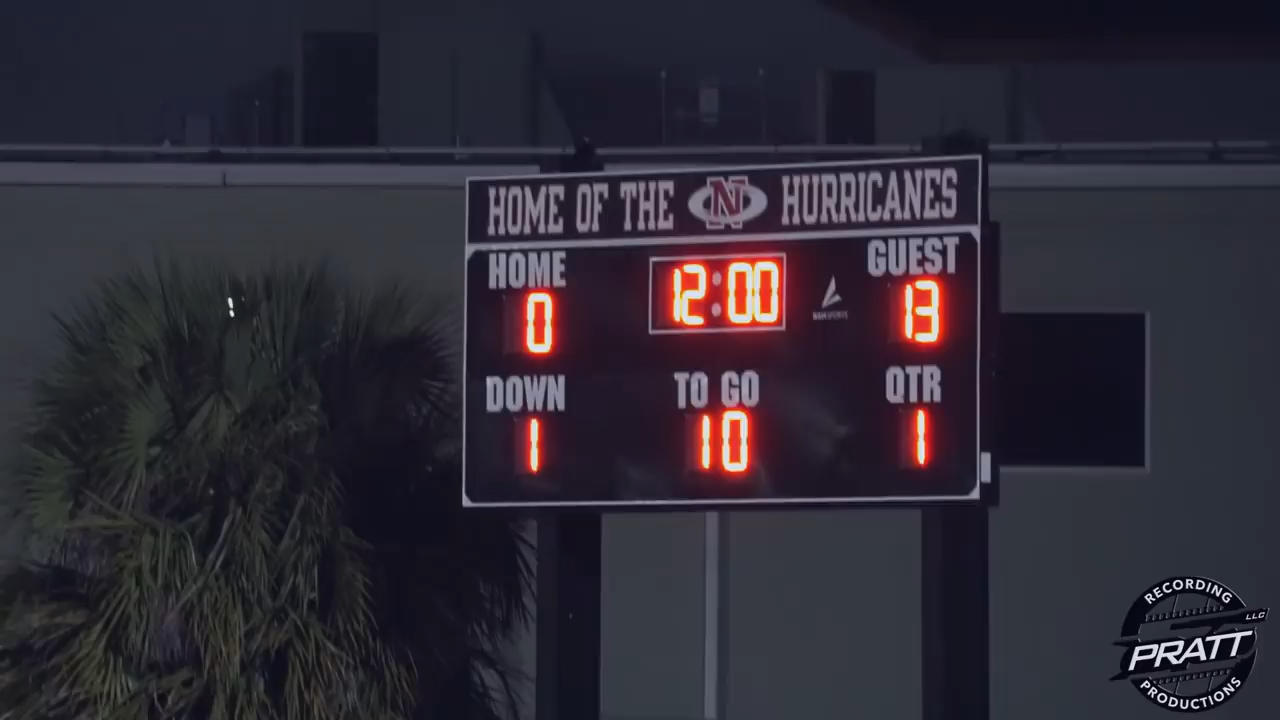 HOME OF THE N HURRICANES
HOME
12:00
GUEST
0
13
DOWN
TO GO
QTR
1
10
1
RECORDING
PRATT LLC
PRODUCTIONS